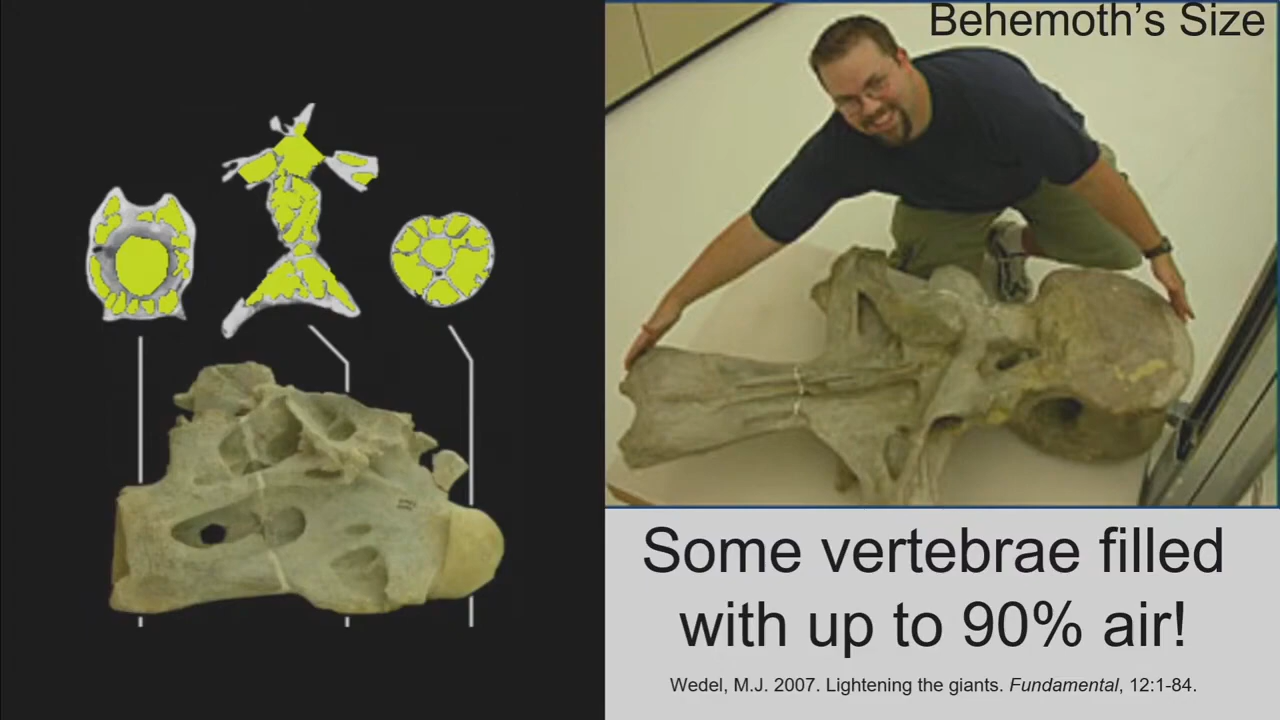 Behemoth’s Size
Some vertebrae filled
with up to 90% air!
Wedel, M.J. 2007. Lightening the giants. Fundamental, 12:1-84.